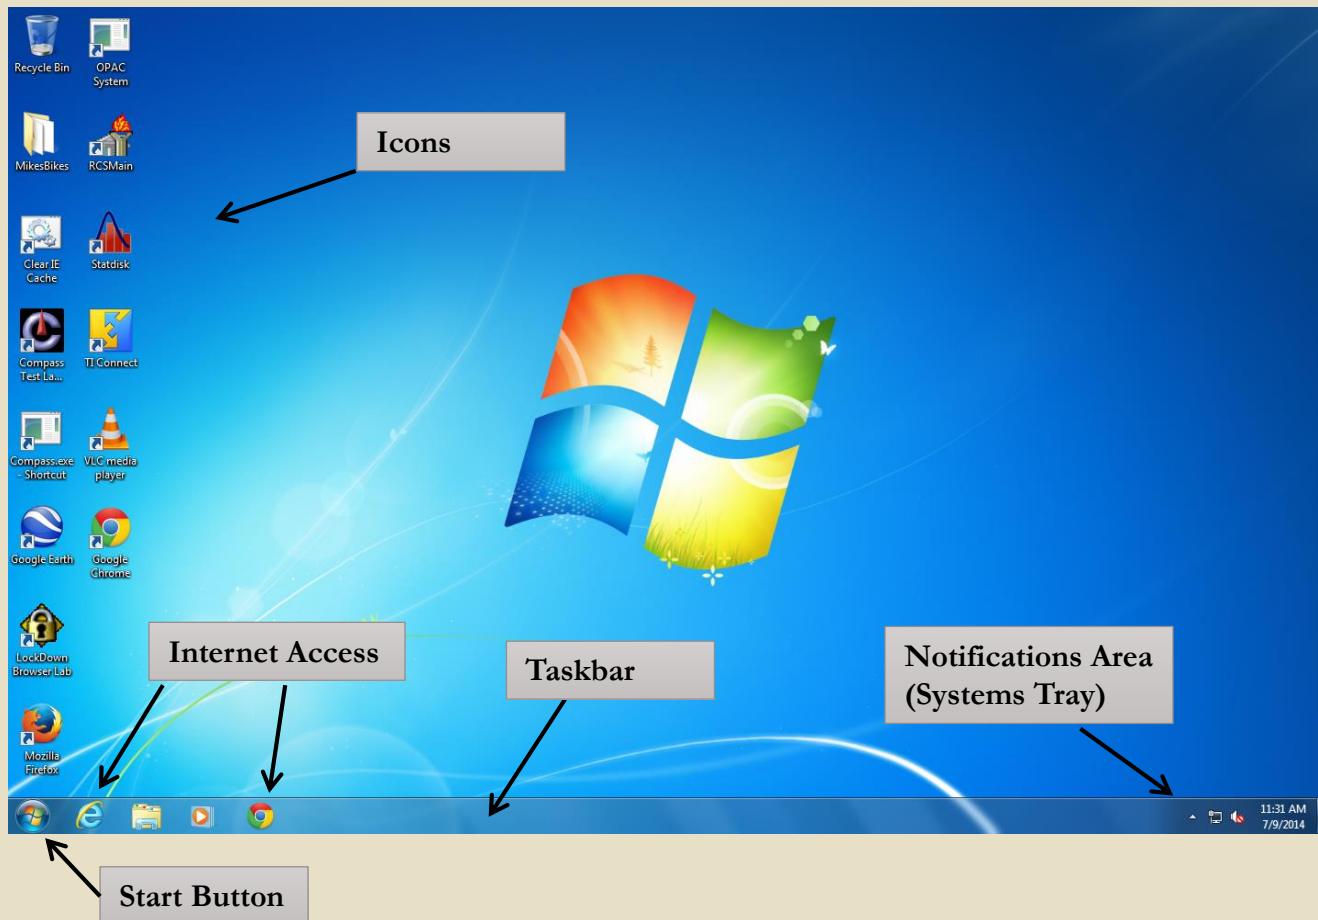 Recycle Bin
OPAC
System
MikesBikes
RCSMain
Clear IE
Cache
Statdisk
Compass
Test La...
TI Connect
Compass.exe
- Shortcut
VLC media
player
Google Earth
Google
Chrome
LockDown
Browser Lab
Mozilla
Firefox
Icons
Internet Access
Taskbar
Notifications Area
(Systems Tray)
11:31 AM
7/9/2014
Start Button